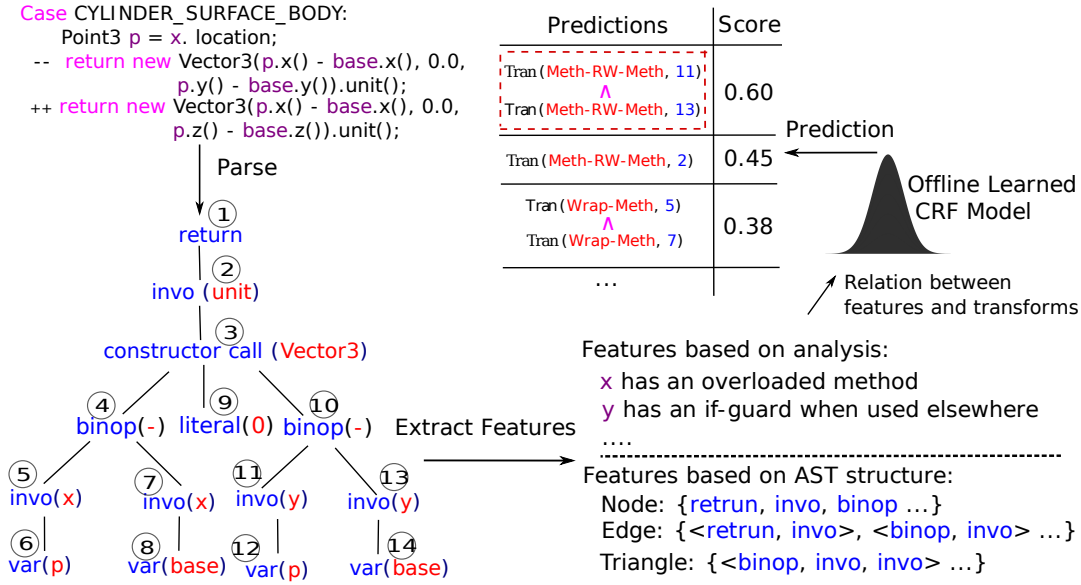 Case CYLINDER_SURFACE_BODY:
Point3 p = x. location;
-- return new Vector3(p.x() - base.x(), 0.0,
p.y() - base.y()).unit();
++ return new Vector3(p.x() - base.x(), 0.0,
p.z() - base.z()).unit();
Parse
1
return
2
invo (unit)
3
constructor call (Vector3)
4
9
10
binop(-)
literal(0)
binop(-)
5
7
11
13
invo(x)
invo(x)
invo(y)
invo(y)
6
8
12
14
var(p)
var(base)
var(p)
var(base)
Extract Features
Predictions
Score
Tran(Meth-RW-Meth, 11)
∧
Tran(Meth-RW-Meth, 13)
0.60
Tran(Meth-RW-Meth, 2)
0.45
Tran(Wrap-Meth, 5)
∧
Tran(Wrap-Meth, 7)
0.38
...
Prediction
Offline Learned
CRF Model
Relation between
features and transforms
Features based on analysis:
x has an overloaded method
y has an if-guard when used elsewhere
....
Features based on AST structure:
Node: {retrun, invo, binop ...}
Edge: {<retrun, invo>, <binop, invo> ...}
Triangle: {<binop, invo, invo> ...}